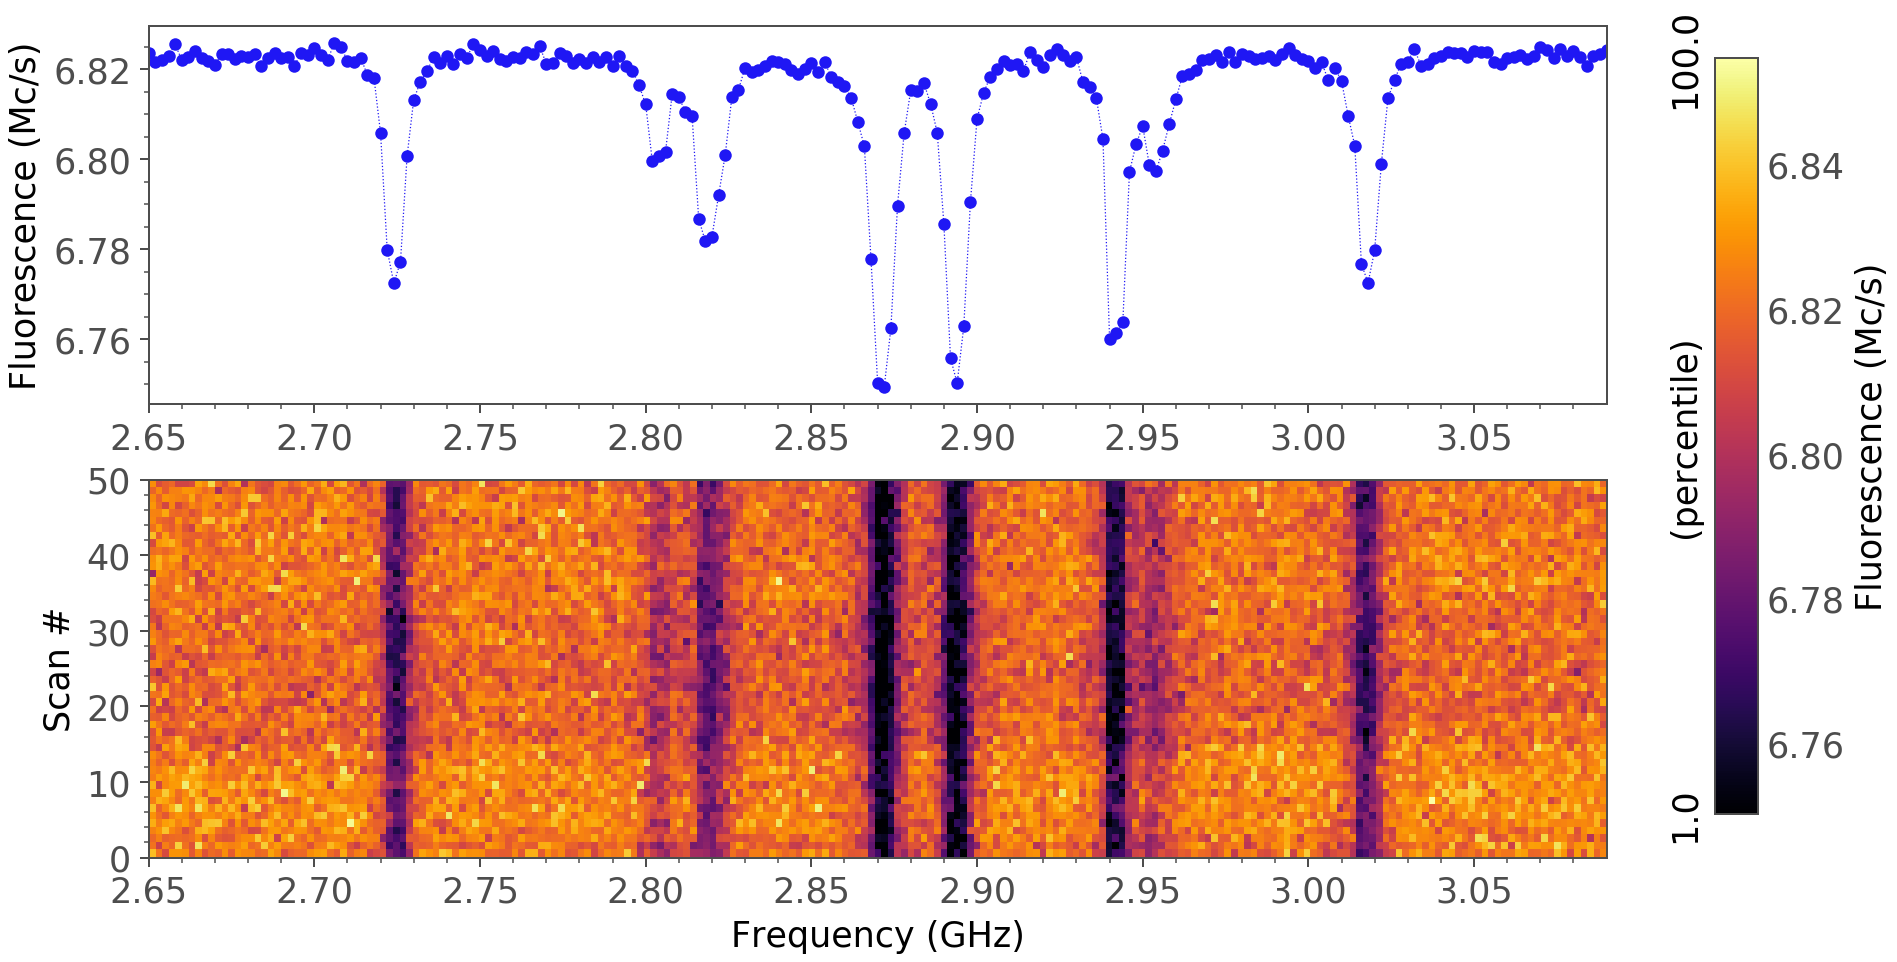 Fluorescence (Mc/s)
6.82
6.80
6.78
6.76
2.65 2.70 2.75 2.80 2.85 2.90 2.95 3.00 3.05
Scan #
50
40
30
20
10
0
2.65 2.70 2.75 2.80 2.85 2.90 2.95 3.00 3.05
Frequency (GHz)
100.0
(percentile)
1.0
6.84
6.82
6.80
6.78
6.76
Fluorescence (Mc/s)